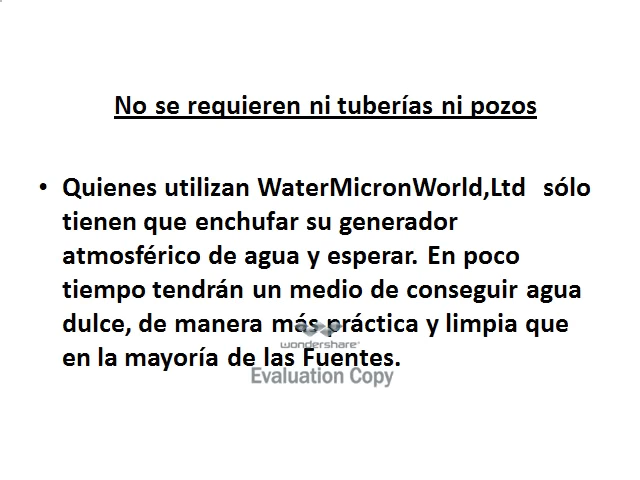 No se requieren ni tuberías ni pozos
• Quienes utilizan WaterMicronWorld,Ltd sólo
tienen que enchufar su generador
atmosférico de agua y esperar. En poco
tiempo tendrán un medio de conseguir agua
dulce, de manera más práctica y limpia que
en la mayoría de las Fuentes.
wondershare
Evaluation Copy